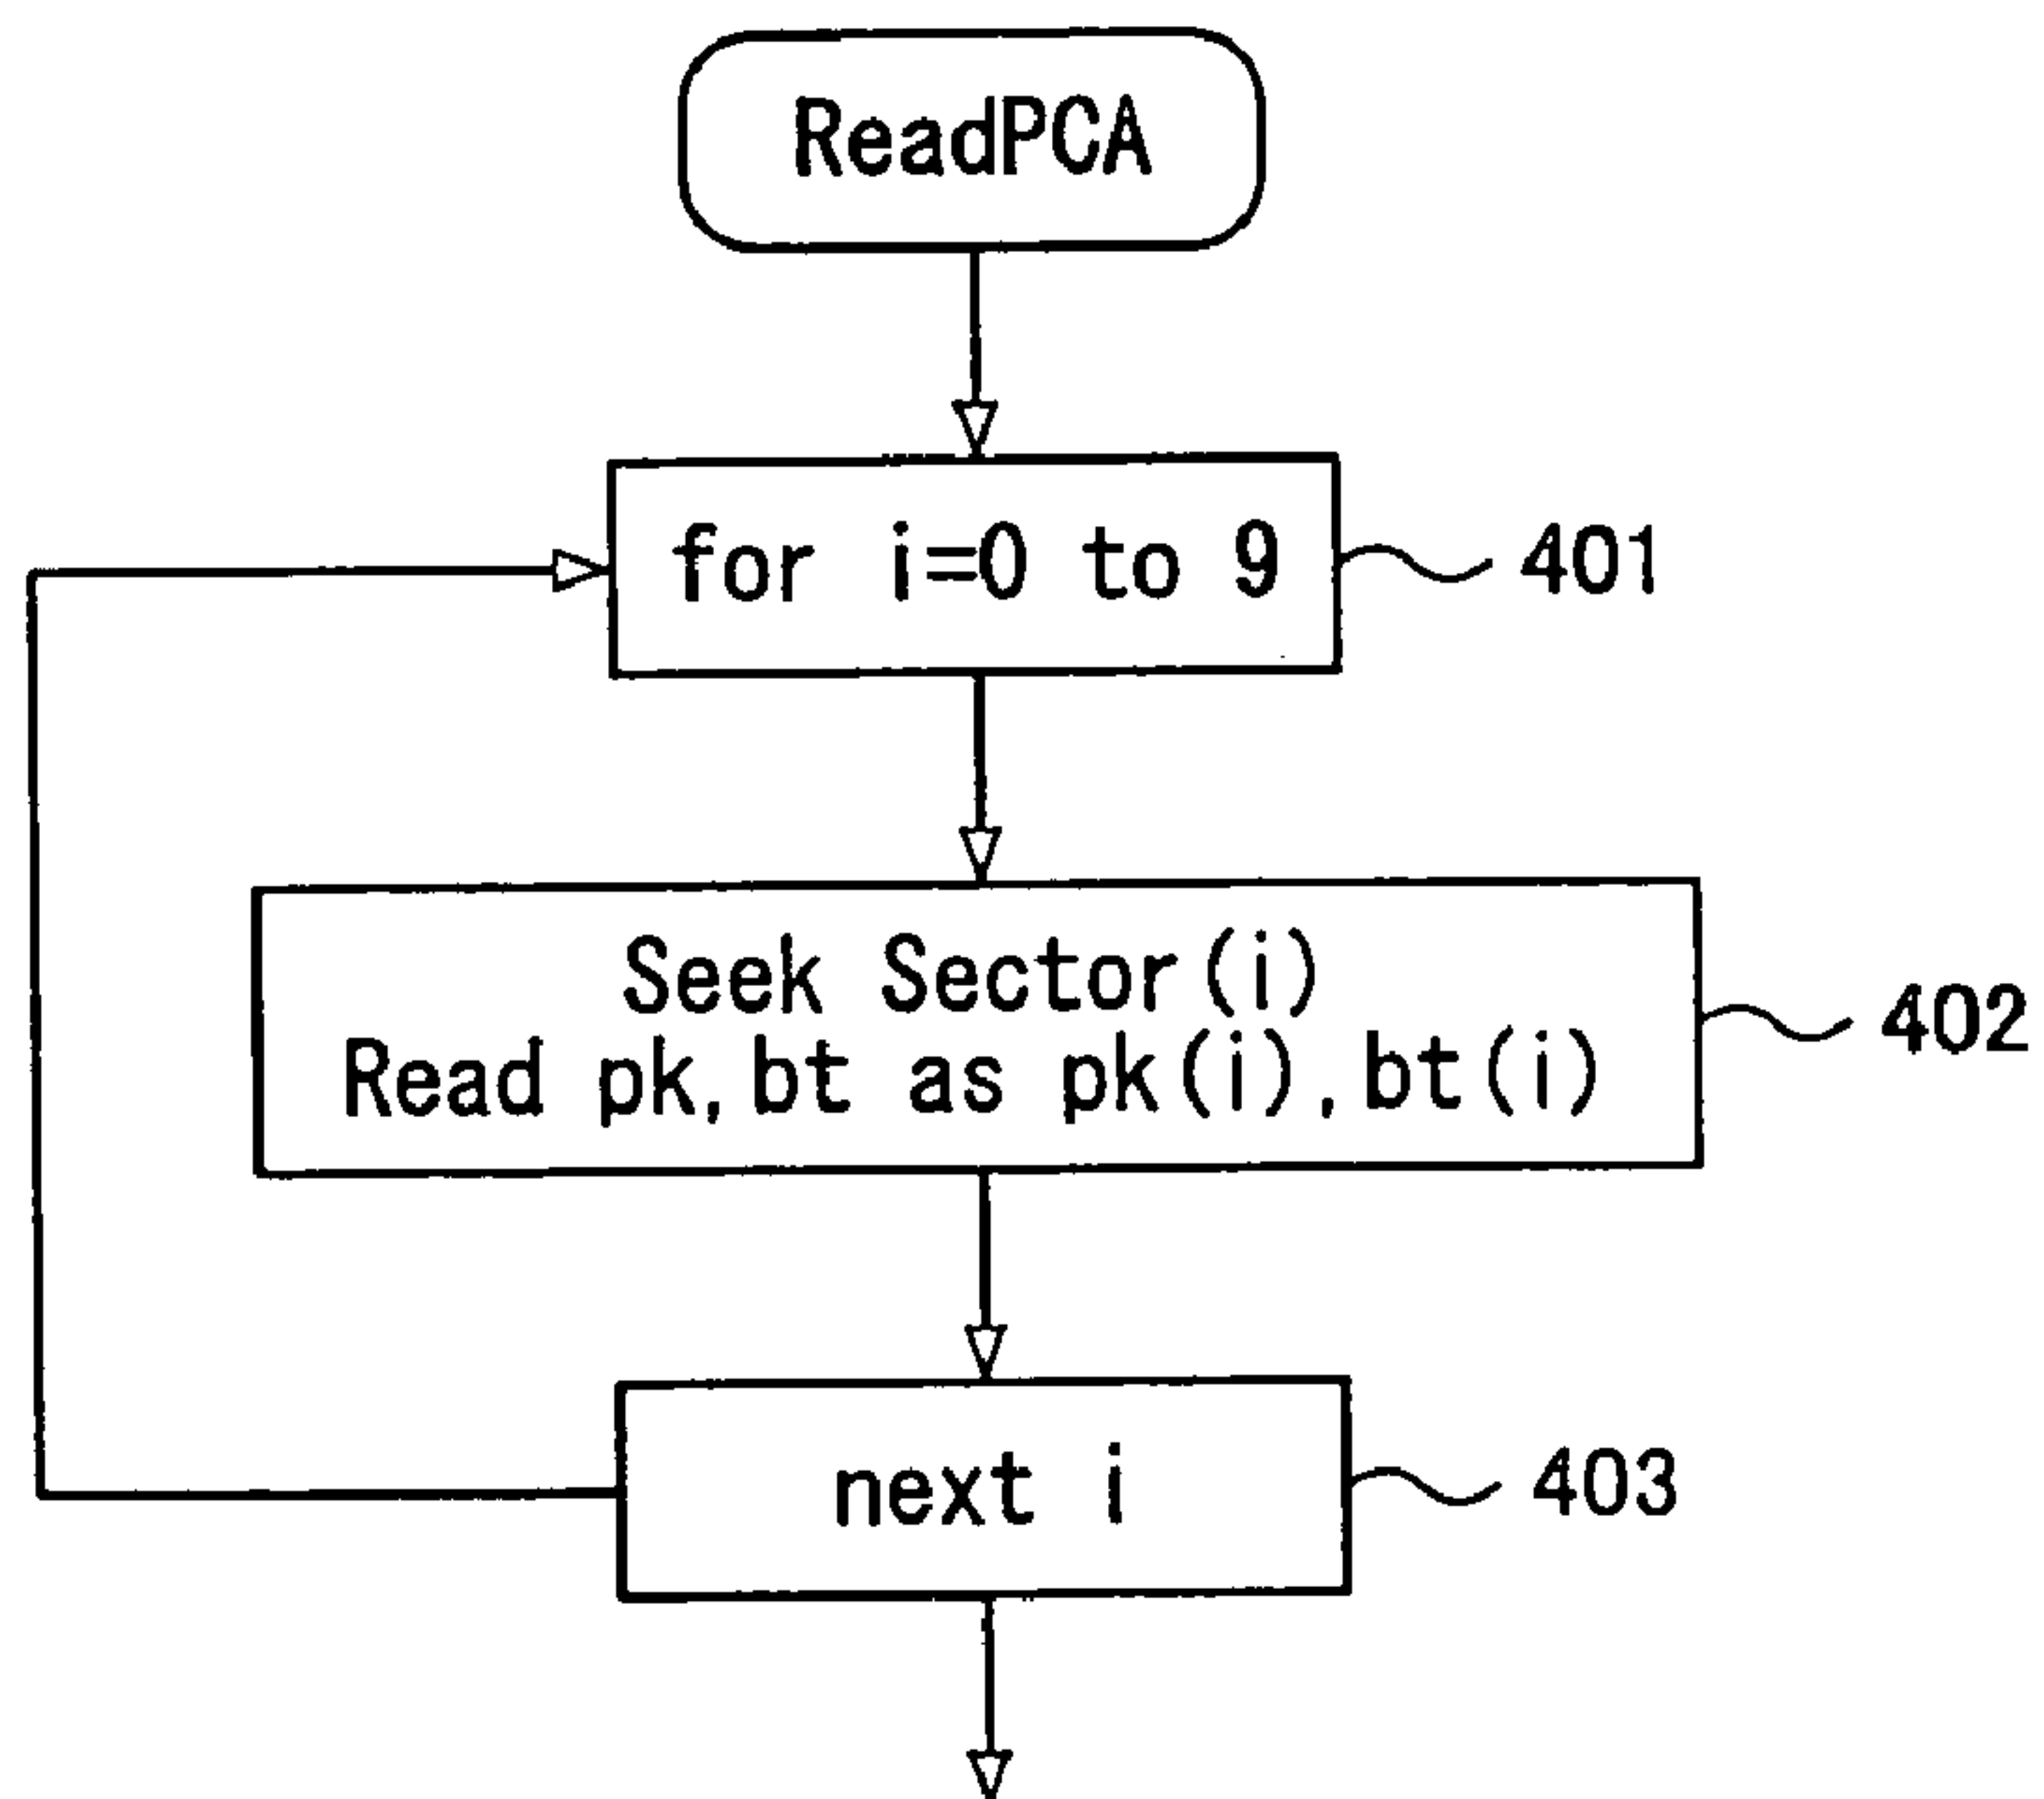 ReadPCA
for i=0 to 9
401
Seek Sector(i)
Read pk,bt as pk(i),bt(i)
402
next i
403